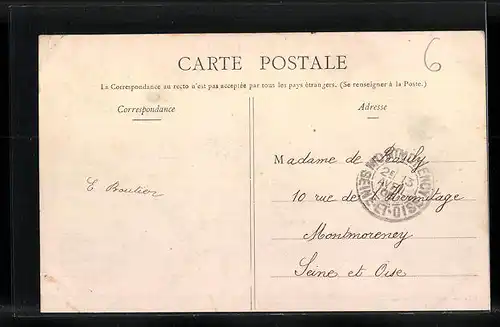 6
CARTE POSTALE
La Correspondance au recto n'est pas acceptée par tous les pays étrangers. (Se renseigner à la Poste.)
Correspondance
Adresse
Madame de
E. Boutier
10 rue de l'Hermitage
Montmorency
Seine et Oise